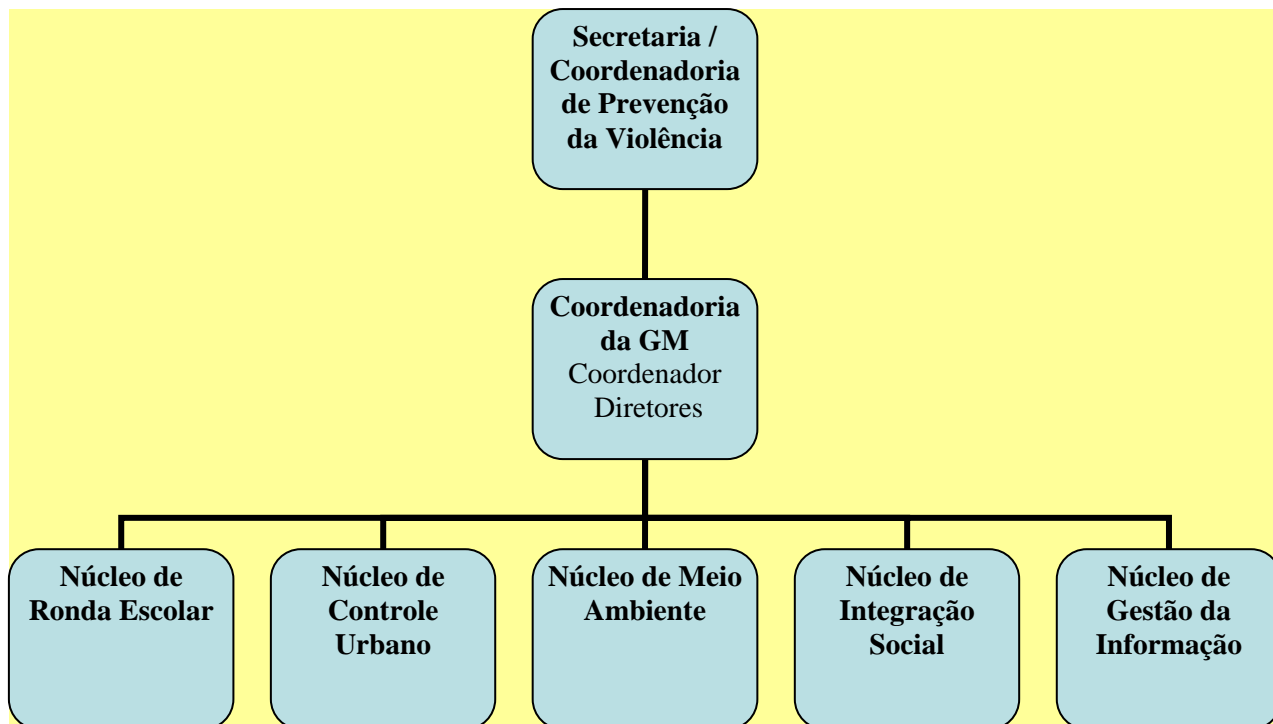 Secretaria /
Coordenadoria
de Prevenção
da Violência
Coordenadoria
da GM
Coordenador
Diretores
Núcleo de
Ronda Escolar
Núcleo de
Controle
Urbano
Núcleo de Meio
Ambiente
Núcleo de
Integração
Social
Núcleo de
Gestão da
Informação